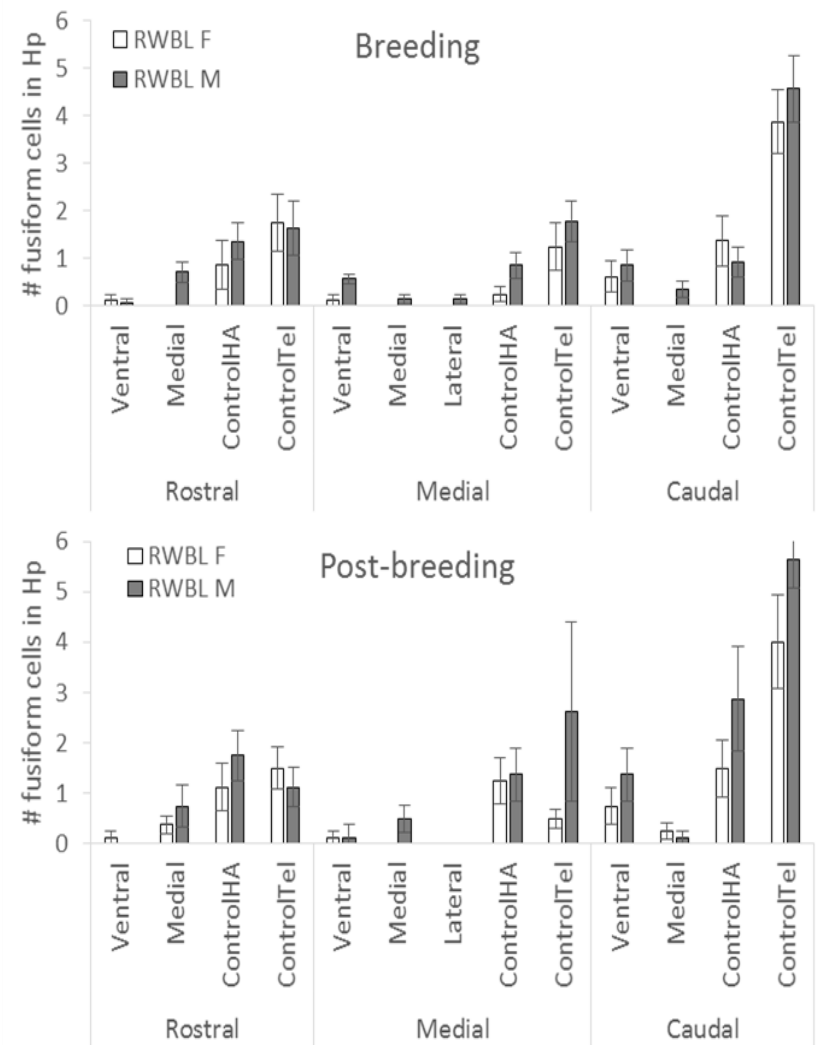 # fusiform cells in Hp
6
5
4
3
2
1
0
Breeding
RWBL F
RWBL M
Ventral
Medial
ControlHA
ControlTel
Ventral
Medial
Lateral
ControlHA
ControlTel
Ventral
Medial
ControlHA
ControlTel
Rostral
Medial
Caudal
# fusiform cells in Hp
6
5
4
3
2
1
0
Post-breeding
RWBL F
RWBL M
Ventral
Medial
ControlHA
ControlTel
Ventral
Medial
Lateral
ControlHA
ControlTel
Ventral
Medial
ControlHA
ControlTel
Rostral
Medial
Caudal